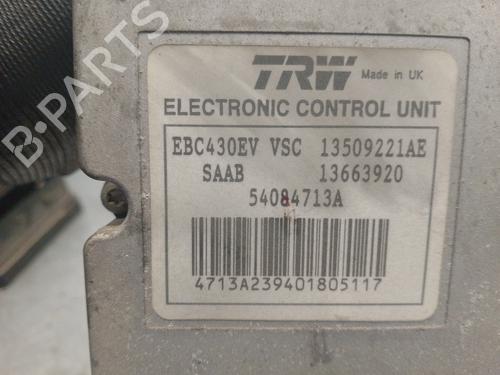 B-PARTS
TRW Made in UK
ELECTRONIC CONTROL UNIT
EBC430EV VSC 13509221AE
SAAB 13663920
54084713A
4713A239401805117